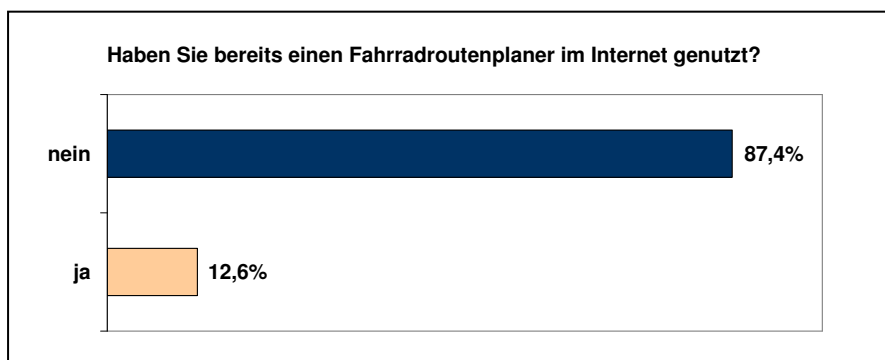 Haben Sie bereits einen Fahrradroutenplaner im Internet genutzt?
nein 87,4%
ja 12,6%